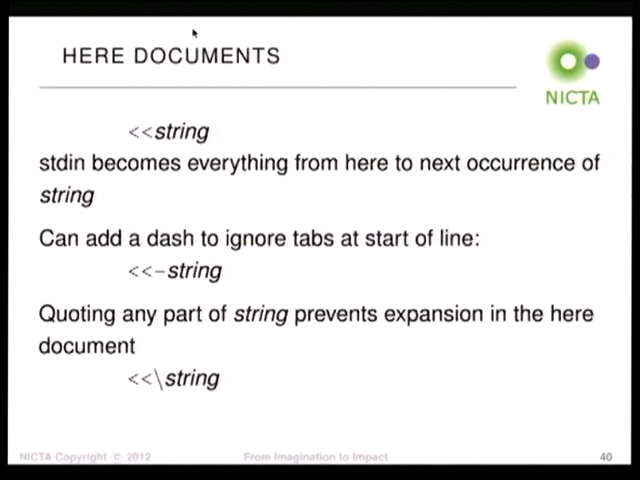 HERE DOCUMENTS
NICTA
<<string
stdin becomes everything from here to next occurrence of
string
Can add a dash to ignore tabs at start of line:
<<-string
Quoting any part of string prevents expansion in the here
document
<<\string
NICTA Copyright © 2012 From Imagination to Impact 40